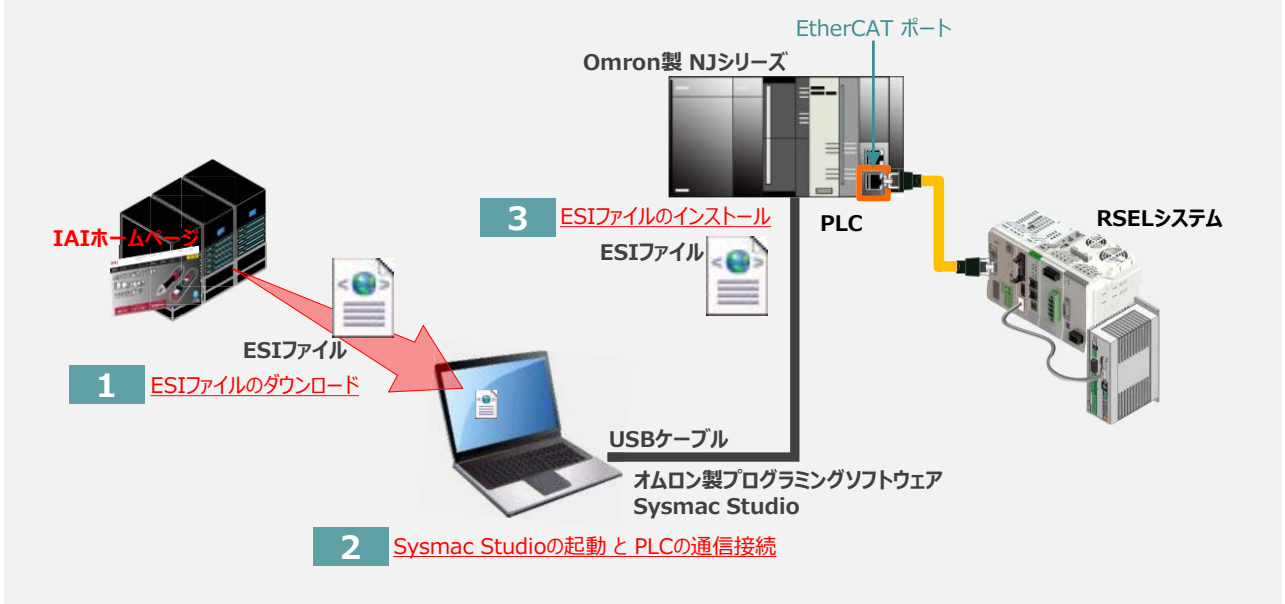 EtherCAT ポート
Omron製 NJシリーズ
3 ESIファイルのインストール
PLC
RSELシステム
IAIホームページ
ESIファイル
ESIファイル
1 ESIファイルのダウンロード
USBケーブル
オムロン製プログラミングソフトウェア
Sysmac Studio
2 Sysmac Studioの起動 と PLCの通信接続